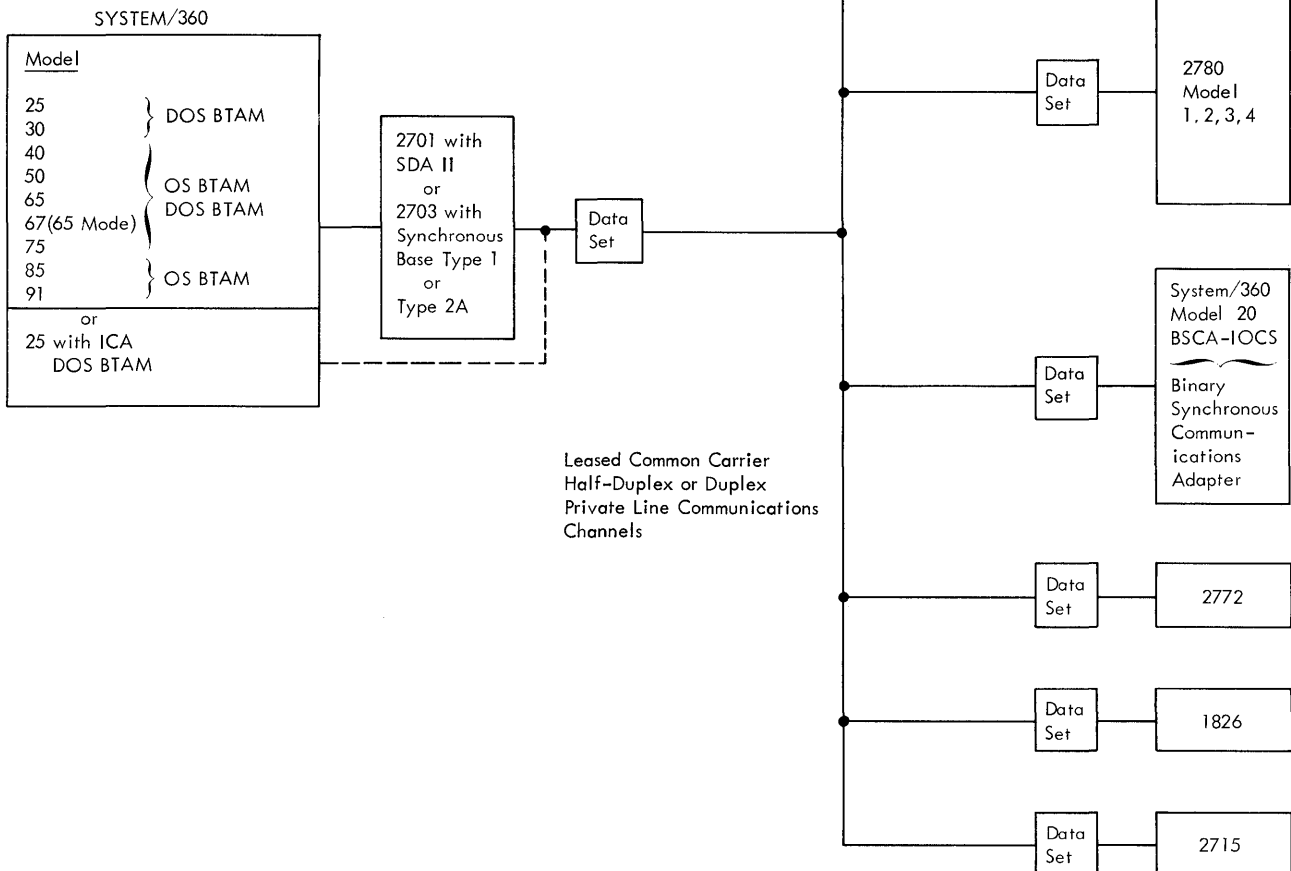 SYSTEM/360
Model
25
30
DOS BTAM
40
50
65
67(65 Mode)
75
OS BTAM
DOS BTAM
85
91
OS BTAM
or
25 with ICA
DOS BTAM
2701 with
SDA II
or
2703 with
Synchronous
Base Type 1
or
Type 2A
Data
Set
Leased Common Carrier
Half-Duplex or Duplex
Private Line Communications
Channels
Data
Set
2780
Model
1,2,3,4
Data
Set
System/360
Model 20
BSCA-IOCS
Binary
Synchronous
Commun-
ications
Adapter
Data
Set
2772
Data
Set
1826
Data
Set
2715